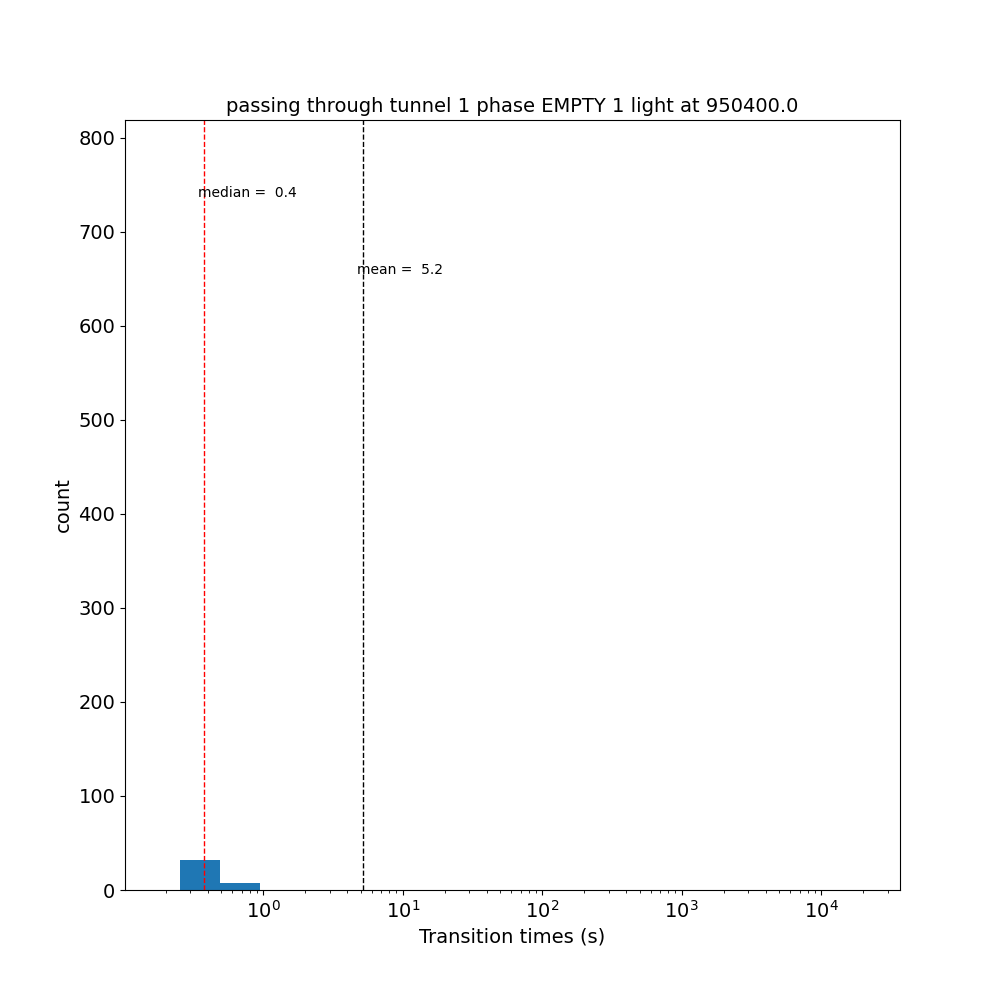 passing through tunnel 1 phase EMPTY 1 light at 950400.0
800
median =  0.4
700
mean =  5.2
600
500
400
count
300
200
100
0
10^0 10^1 10^2 10^3 10^4
Transition times (s)